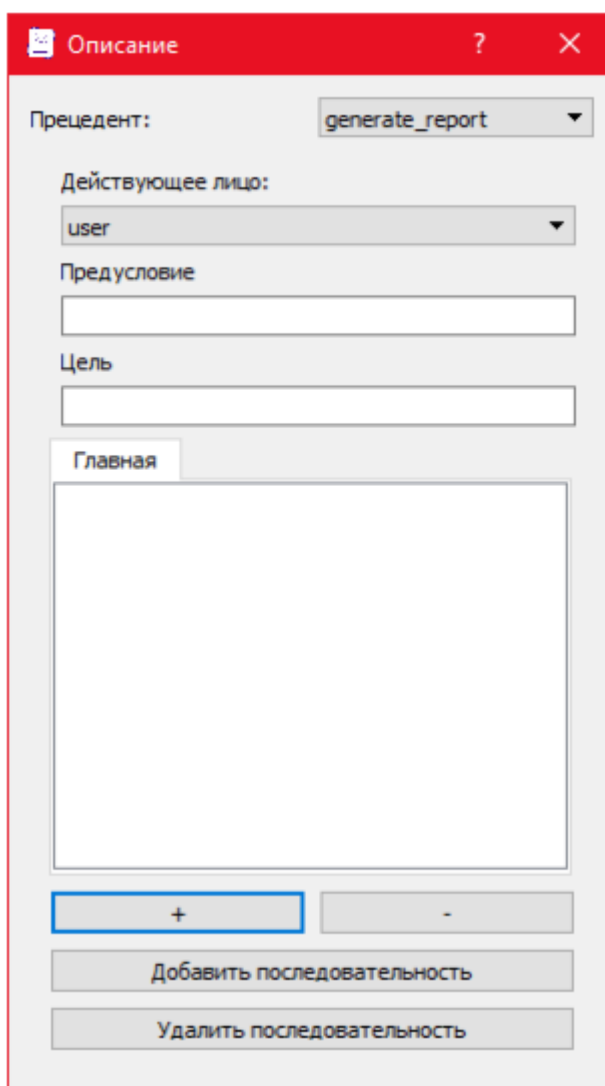 Описание ?
Прецедент: generate_report
Действующее лицо:
user
Предусловие
Цель
Главная
+ -
Добавить последовательность
Удалить последовательность